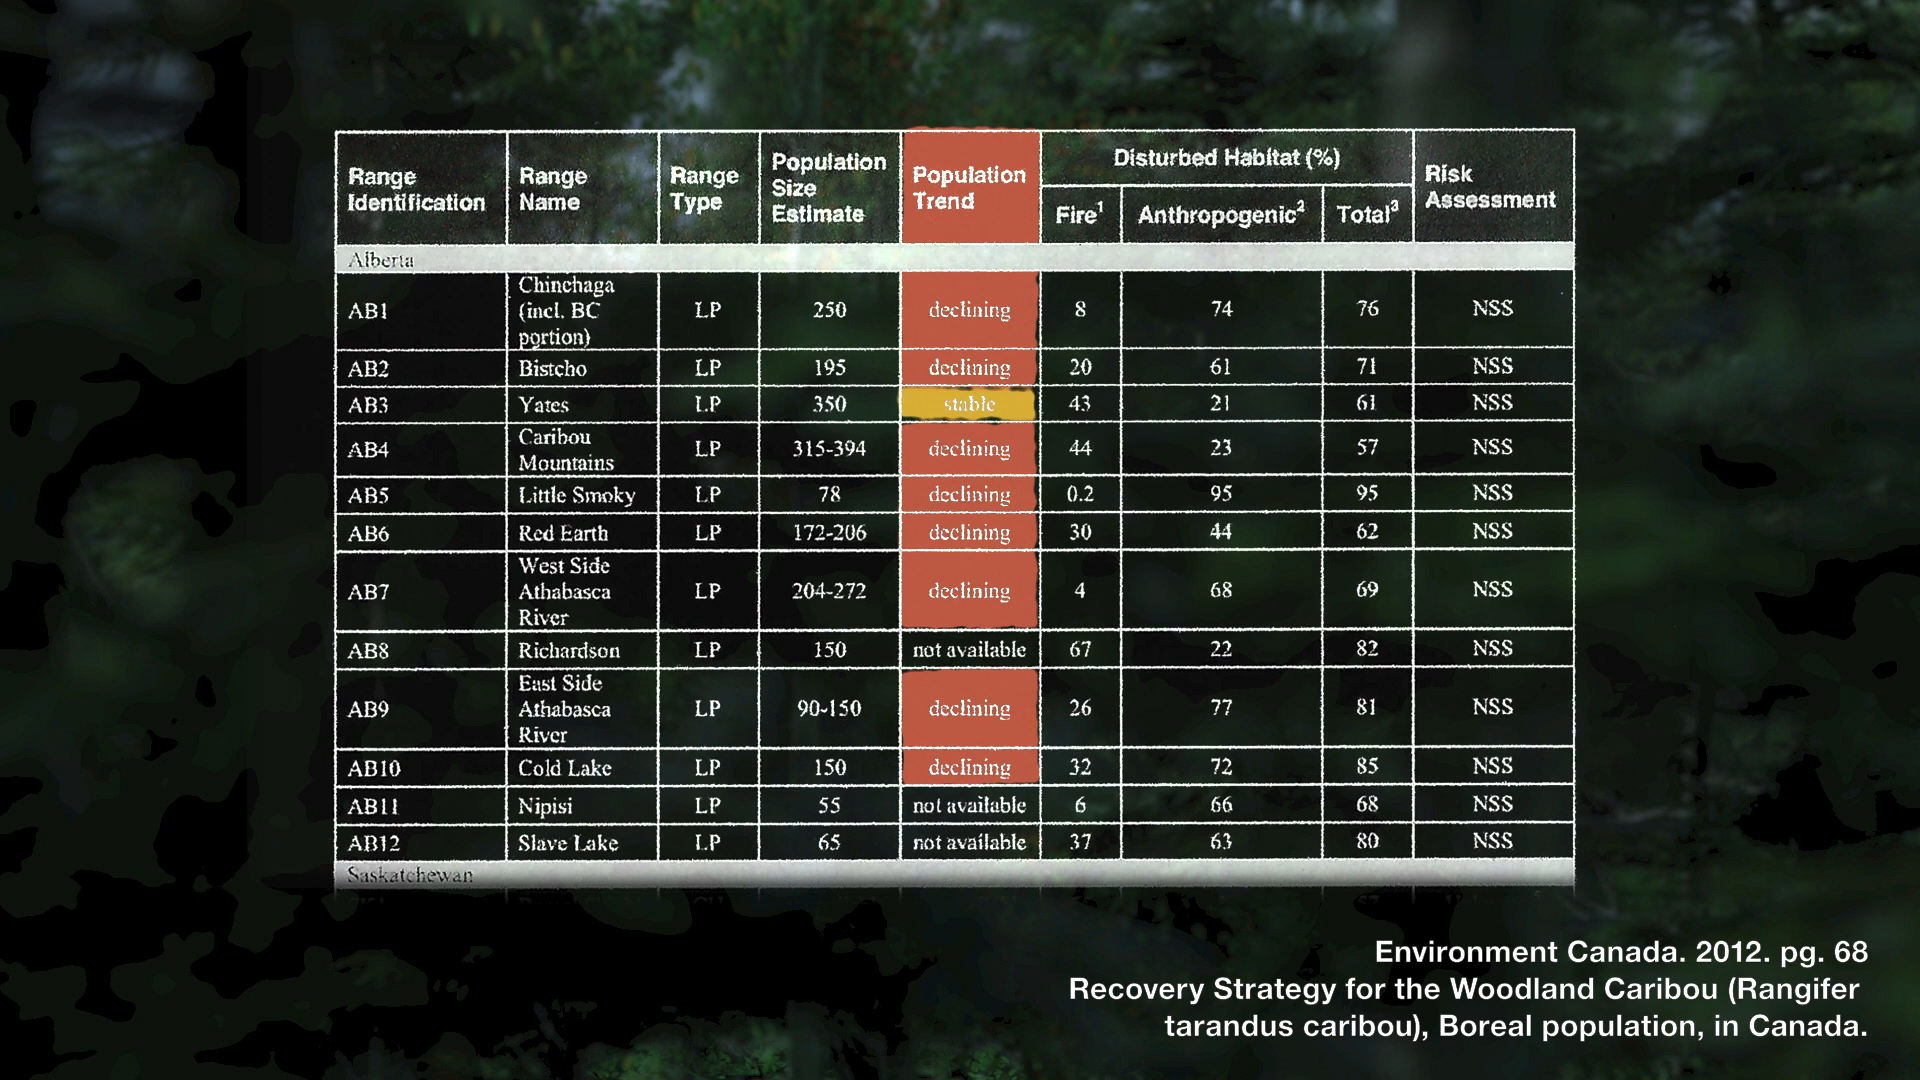 Range Identification Range Name Range Type Population Size Estimate Population Trend Disturbed Habitat (%) Risk Assessment
Fire¹ Anthropogenic² Total³
Alberta
AB1 Chinchaga (incl. BC portion) LP 250 declining 8 74 76 NSS
AB2 Bistcho LP 195 declining 20 61 71 NSS
AB3 Yates LP 350 stable 43 21 61 NSS
AB4 Caribou Mountains LP 315-394 declining 44 23 57 NSS
AB5 Little Smoky LP 78 declining 0.2 95 95 NSS
AB6 Red Earth LP 172-206 declining 30 44 62 NSS
AB7 West Side Athabasca River LP 204-272 declining 4 68 69 NSS
AB8 Richardson LP 150 not available 67 22 82 NSS
AB9 East Side Athabasca River LP 90-150 declining 26 77 81 NSS
AB10 Cold Lake LP 150 declining 32 72 85 NSS
AB11 Nipisi LP 55 not available 6 66 68 NSS
AB12 Slave Lake LP 65 not available 37 63 80 NSS
Saskatchewan
Environment Canada. 2012. pg. 68
Recovery Strategy for the Woodland Caribou (Rangifer
tarandus caribou), Boreal population, in Canada.